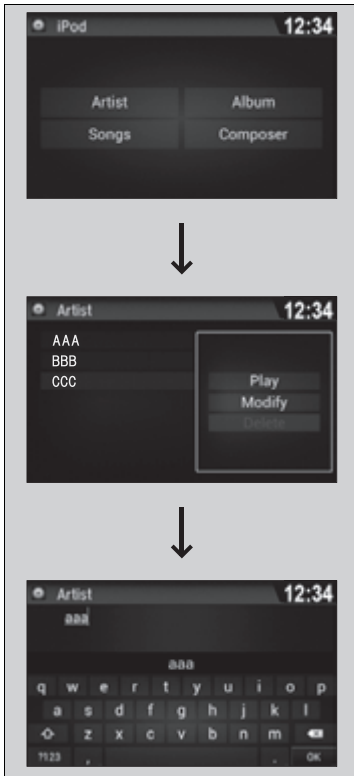 iPod 12:34
Artist Album
Songs Composer
Artist 12:34
AAA
BBB
CCC
Play
Modify
Delete
Artist 12:34
aaa
aaa
q w e r t y u i o p
a s d f g h j k l
z x c v b n m
?123 , . OK